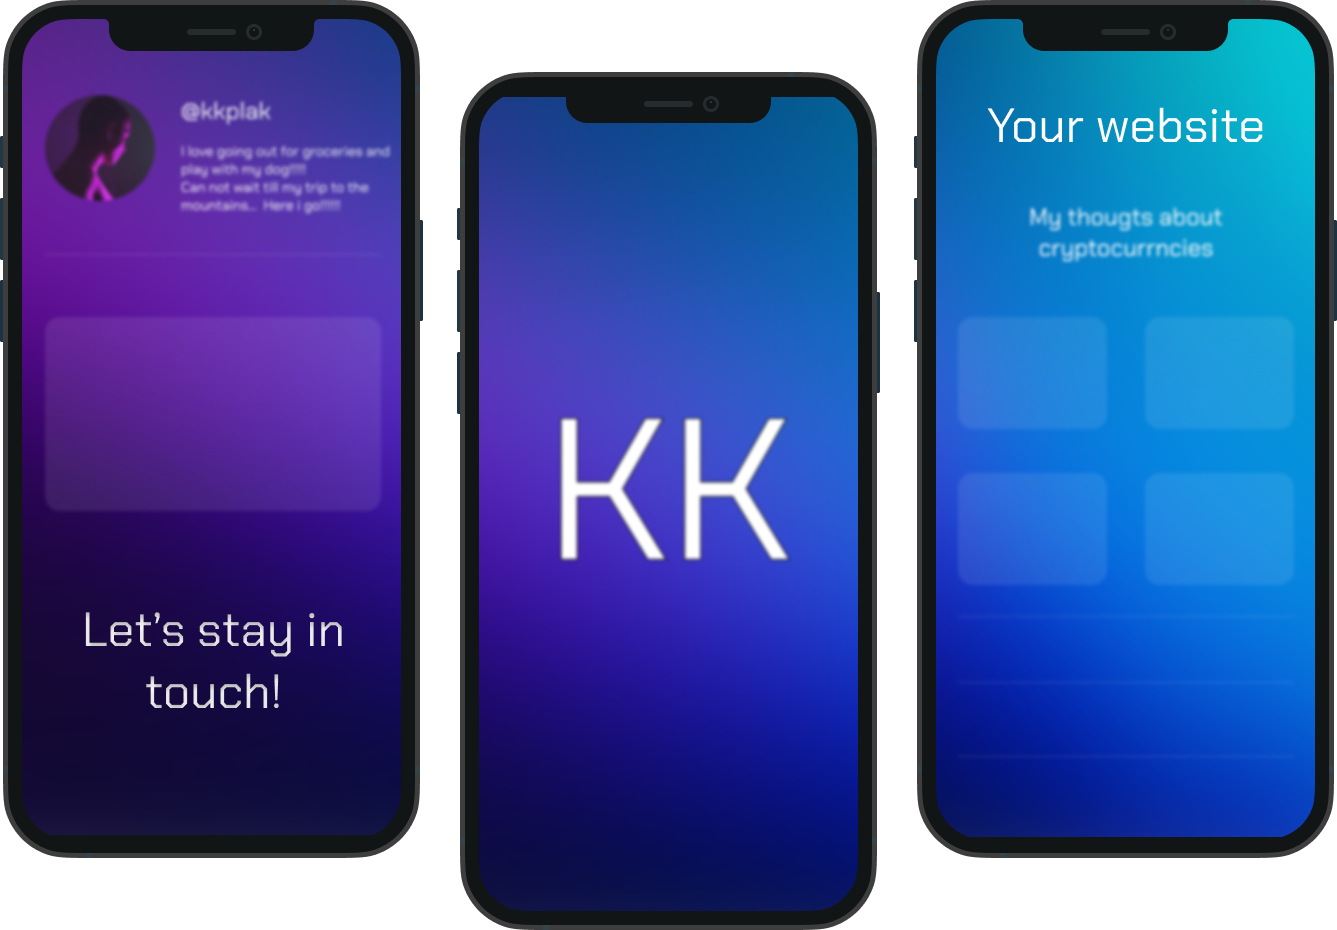 @kkplak
I love going out for groceries and
play with my dog!!!!
Can not wait till my trip to the
mountains... Here i go!!!!!
Let's stay in
touch!
KK
Your website
My thougts about
cryptocurrncies